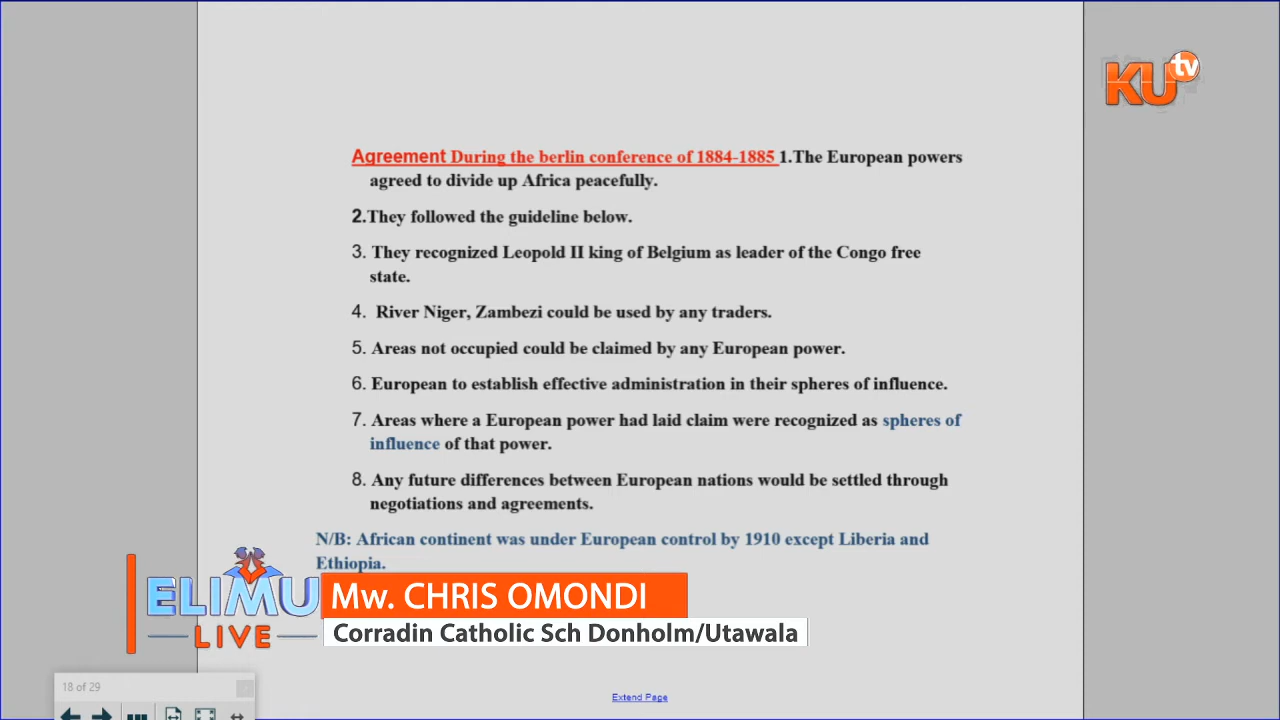 KU tv
Agreement During the berlin conference of 1884-1885 1.The European powers
agreed to divide up Africa peacefully.
2.They followed the guideline below.
3. They recognized Leopold II king of Belgium as leader of the Congo free
state.
4. River Niger, Zambezi could be used by any traders.
5. Areas not occupied could be claimed by any European power.
6. European to establish effective administration in their spheres of influence.
7. Areas where a European power had laid claim were recognized as spheres of
influence of that power.
8. Any future differences between European nations would be settled through
negotiations and agreements.
N/B: African continent was under European control by 1910 except Liberia and
Ethiopia.
ELIMU
LIVE
Mw. CHRIS OMONDI
Corradin Catholic Sch Donholm/Utawala
18 of 29
Extend Page